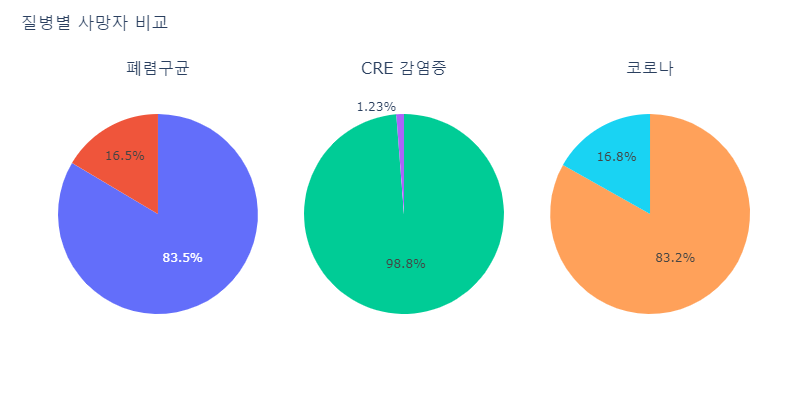 질병별 사망자 비교
폐렴구균
CRE 감염증
코로나
16.5%
83.5%
1.23%
98.8%
16.8%
83.2%